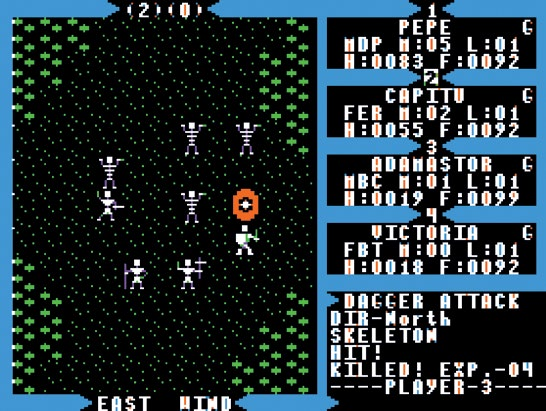 (2)(0)
1
PEPE G
MDP M:05 L:01
H:0083 F:0092
2
CAPITU G
FER M:02 L:01
H:0055 F:0092
3
ADAMASTOR G
MBC M:01 L:01
H:0019 F:0099
4
VICTORIA G
FBT M:00 L:01
H:0018 F:0092
DAGGER ATTACK
DIR-North
SKELETON
HIT!
KILLED! EXP.-04
----PLAYER-3----
EAST WIND